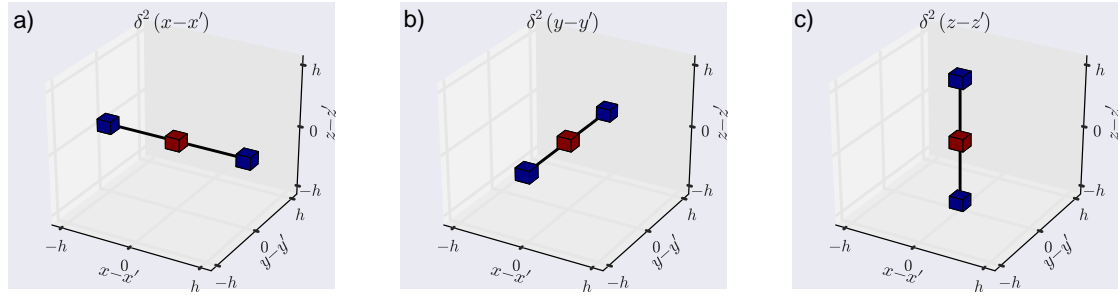 a)
δ² (x−x′)
h
0
−h
z−z′
−h
0
h
x−x′
−h
0
h
y−y′
b)
δ² (y−y′)
h
0
−h
z−z′
−h
0
h
x−x′
−h
0
h
y−y′
c)
δ² (z−z′)
h
0
−h
z−z′
−h
0
h
x−x′
−h
0
h
y−y′